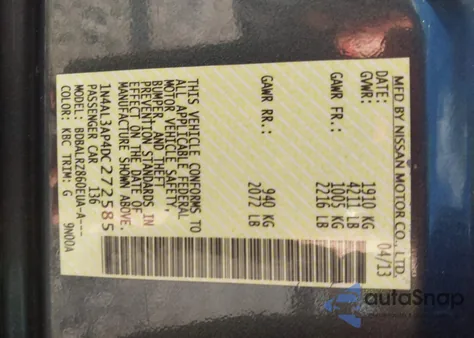 MFD BY NISSAN MOTOR CO., LTD.
DATE: 04/13
GVWR: 1910 KG
4211 LB
GAWR FR.: 1005 KG
2216 LB
GAWR RR.: 940 KG
2072 LB
THIS VEHICLE CONFORMS TO
ALL APPLICABLE FEDERAL
MOTOR VEHICLE SAFETY,
BUMPER, AND THEFT
PREVENTION STANDARDS IN
EFFECT ON THE DATE OF
MANUFACTURE SHOWN ABOVE.
1N4AL3AP4DC272585
PASSENGER CAR 136
MODEL: BDBALRZ860EUA-A---
COLOR: KBC TRIM: G 9N00A
autoSnap